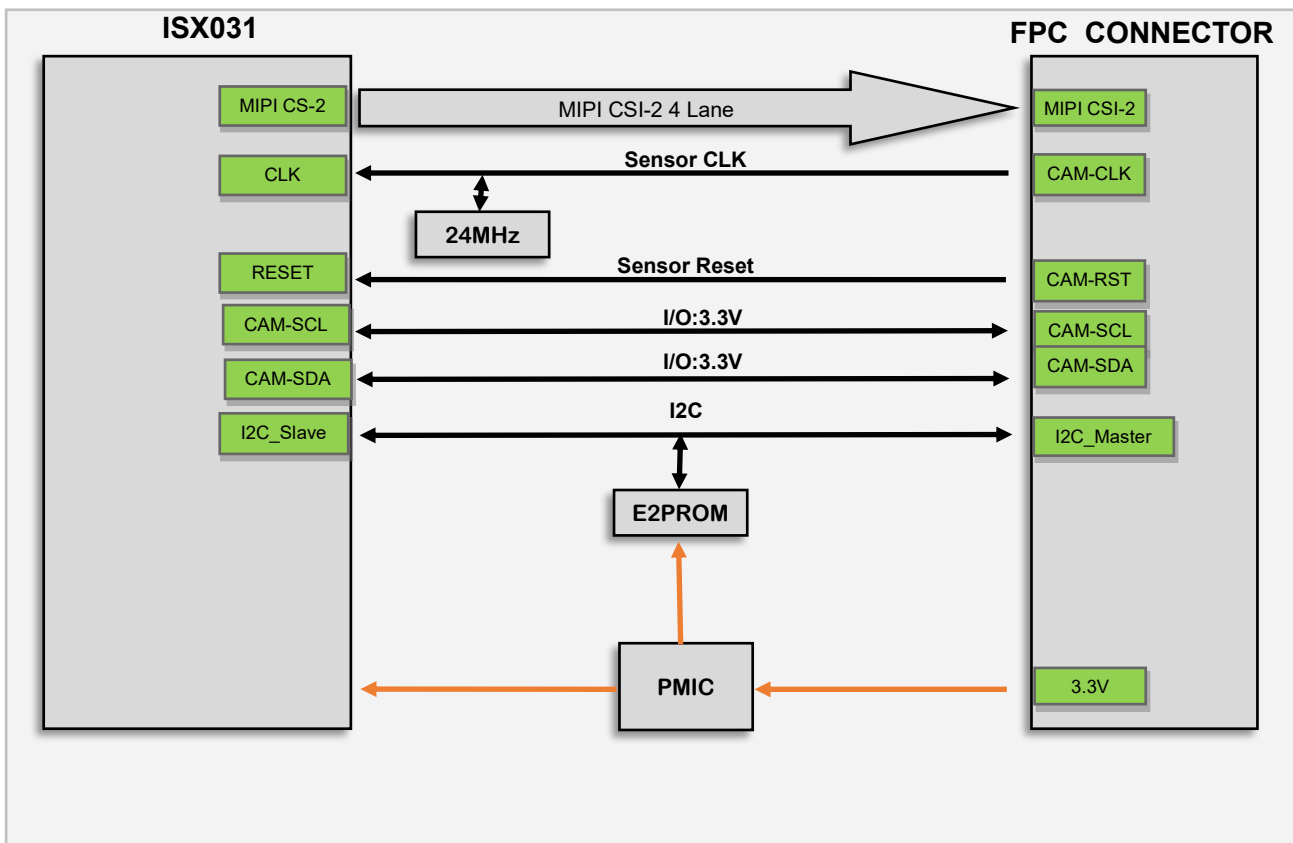 ISX031
FPC CONNECTOR
MIPI CS-2
MIPI CSI-2 4 Lane
MIPI CSI-2
Sensor CLK
CLK
CAM-CLK
24MHz
RESET
Sensor Reset
CAM-RST
CAM-SCL
I/O:3.3V
CAM-SCL
CAM-SDA
I/O:3.3V
CAM-SDA
I2C_Slave
I2C
I2C_Master
E2PROM
PMIC
3.3V